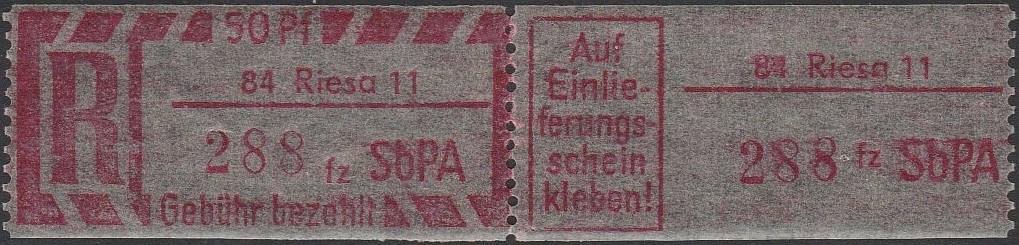 50 Pf
R
84 Riesa 11
288 fz SbPA
Gebühr bezahlt
Auf
Einlie-
ferungs-
schein
kleben!
84 Riesa 11
288 fz SbPA